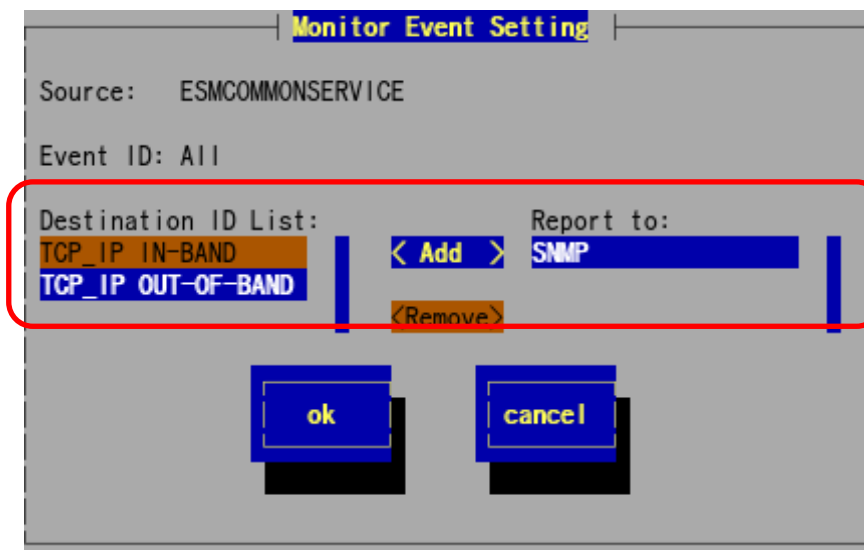 Monitor Event Setting
Source: ESMCOMMONSERVICE
Event ID: All
Destination ID List: Report to:
TCP_IP IN-BAND < Add > SNMP
TCP_IP OUT-OF-BAND
<Remove>
ok cancel